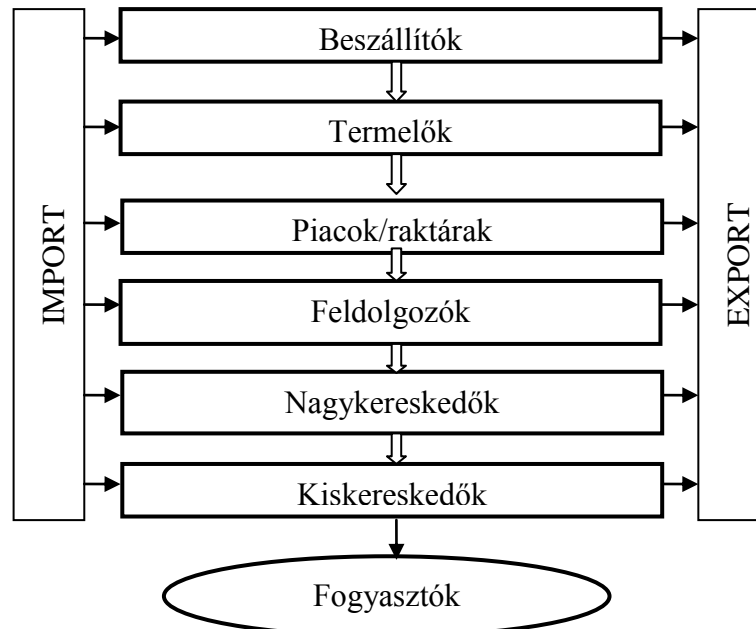 IMPORT
Beszállítók
Termelők
Piacok/raktárak
Feldolgozók
Nagykereskedők
Kiskereskedők
Fogyasztók
EXPORT